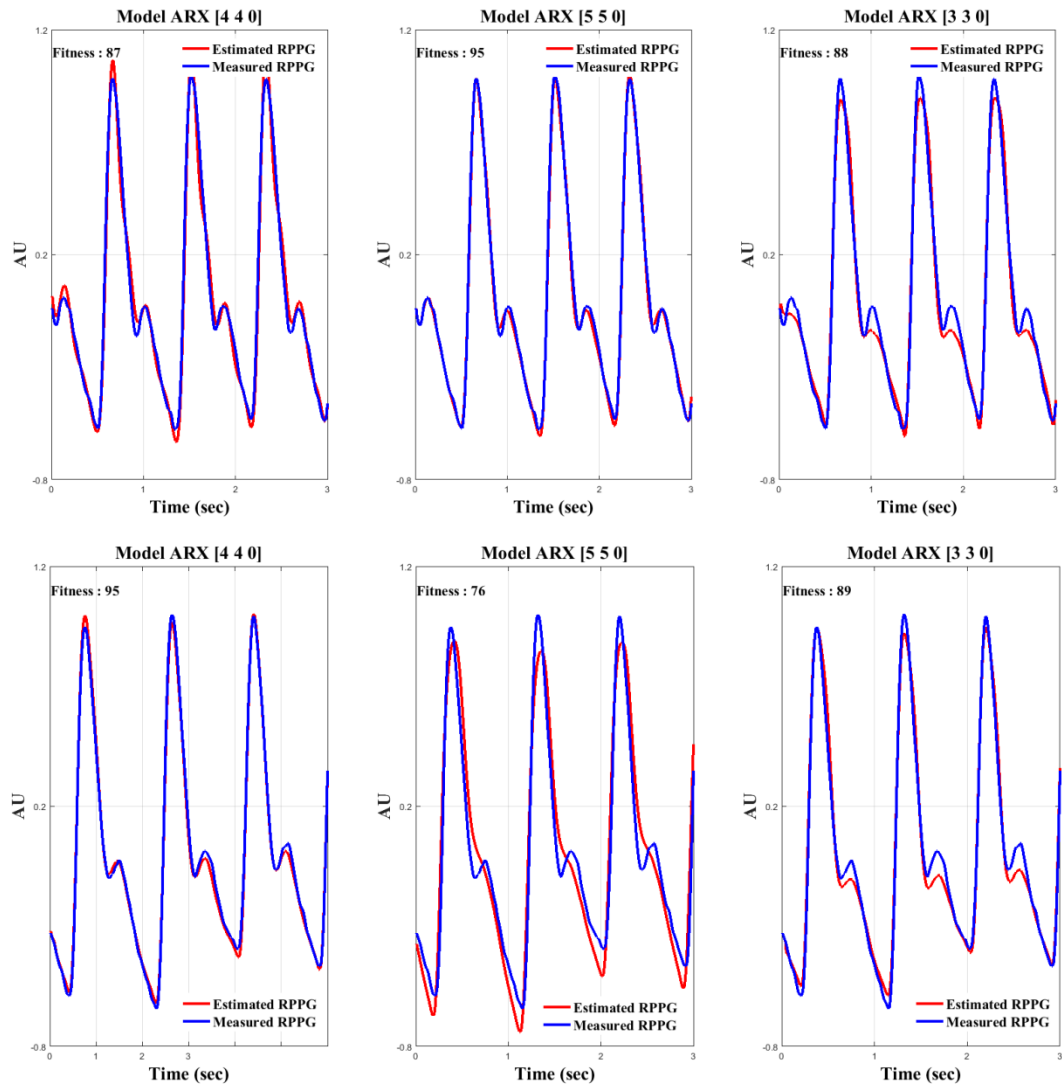 Model ARX [4 4 0]
Fitness : 87
Estimated RPPG
Measured RPPG
1.2
0.2
-0.8
AU
0
1
2
3
Time (sec)
Model ARX [5 5 0]
Fitness : 95
Estimated RPPG
Measured RPPG
1.2
0.2
-0.8
AU
0
1
2
3
Time (sec)
Model ARX [3 3 0]
Fitness : 88
Estimated RPPG
Measured RPPG
1.2
0.2
-0.8
AU
0
1
2
3
Time (sec)
Model ARX [4 4 0]
Fitness : 95
1.2
0.2
-0.8
AU
Estimated RPPG
Measured RPPG
0
1
2
3
Time (sec)
Model ARX [5 5 0]
Fitness : 76
1.2
0.2
-0.8
AU
Estimated RPPG
Measured RPPG
0
1
2
3
Time (sec)
Model ARX [3 3 0]
Fitness : 89
1.2
0.2
-0.8
AU
Estimated RPPG
Measured RPPG
0
1
2
3
Time (sec)